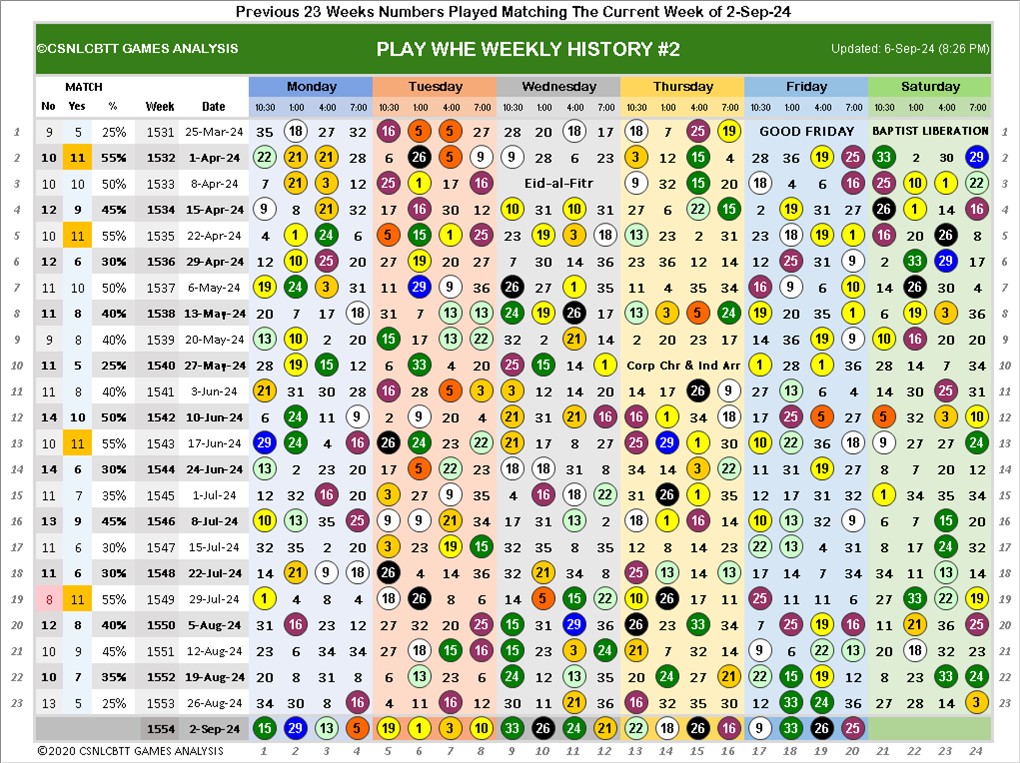 Previous 23 Weeks Numbers Played Matching The Current Week of 2-Sep-24
©CSNLCBTT GAMES ANALYSIS PLAY WHE WEEKLY HISTORY #2 Updated: 6-Sep-24 (8:26 PM)
MATCH Monday Tuesday Wednesday Thursday Friday Saturday
No Yes % Week Date 10:30 1:00 4:00 7:00 10:30 1:00 4:00 7:00 10:30 1:00 4:00 7:00 10:30 1:00 4:00 7:00 10:30 1:00 4:00 7:00 10:30 1:00 4:00 7:00
1 9 5 25% 1531 25-Mar-24 35 18 27 32 16 5 5 27 28 20 18 17 18 7 25 19 GOOD FRIDAY BAPTIST LIBERATION 1
2 10 11 55% 1532 1-Apr-24 22 21 21 28 6 26 5 9 9 28 6 23 3 12 15 4 28 36 19 25 33 2 30 29 2
3 10 10 50% 1533 8-Apr-24 7 21 3 12 25 1 17 16 Eid-al-Fitr 9 32 15 20 18 4 6 16 25 10 1 22 3
4 12 9 45% 1534 15-Apr-24 9 8 21 32 17 16 30 12 10 31 10 31 27 6 22 15 2 19 31 27 26 1 14 16 4
5 10 11 55% 1535 22-Apr-24 4 1 24 6 5 15 1 25 23 19 3 18 13 23 2 31 23 18 19 1 16 20 26 8 5
6 12 6 30% 1536 29-Apr-24 12 10 25 20 27 19 20 27 7 30 14 36 23 36 12 14 12 25 31 9 2 33 29 17 6
7 11 10 50% 1537 6-May-24 19 24 3 31 11 29 9 36 26 27 1 35 11 4 35 34 16 9 6 10 14 26 30 4 7
8 11 8 40% 1538 13-May-24 20 7 17 18 31 7 13 13 24 19 26 17 13 3 5 24 19 20 35 1 6 19 3 36 8
9 9 8 40% 1539 20-May-24 13 10 2 20 15 17 13 22 32 2 21 14 2 20 23 17 14 36 19 9 10 16 20 20 9
10 11 5 25% 1540 27-May-24 28 19 15 12 6 33 4 20 25 15 14 1 Corp Chr & Ind Arr 1 28 1 36 28 14 7 34 10
11 11 8 40% 1541 3-Jun-24 21 31 30 28 16 28 5 3 3 12 14 20 14 17 26 9 27 13 6 4 14 30 25 31 11
12 14 10 50% 1542 10-Jun-24 6 24 11 9 2 9 20 4 21 31 21 16 16 1 34 18 17 25 5 27 5 32 3 10 12
13 10 11 55% 1543 17-Jun-24 29 24 4 16 26 24 23 22 21 17 8 27 25 29 1 30 10 22 36 18 9 27 27 24 13
14 14 6 30% 1544 24-Jun-24 13 2 23 20 17 5 22 23 18 18 31 8 34 14 3 22 11 31 19 27 8 7 20 12 14
15 11 7 35% 1545 1-Jul-24 12 32 16 20 3 27 9 35 4 16 18 22 31 26 1 35 12 17 31 32 1 34 35 34 15
16 13 9 45% 1546 8-Jul-24 10 13 35 25 9 9 21 34 17 31 13 2 18 1 16 14 10 13 32 9 6 7 15 20 16
17 11 6 30% 1547 15-Jul-24 32 35 2 20 3 23 19 15 32 35 8 35 12 8 14 23 22 13 4 31 8 17 24 32 17
18 11 6 30% 1548 22-Jul-24 14 21 9 18 26 4 14 36 32 21 34 8 25 13 14 13 18 17 14 34 34 11 13 14 18
19 8 11 55% 1549 29-Jul-24 1 4 8 4 18 26 8 6 14 5 15 22 10 26 17 11 25 11 11 6 27 33 22 19 19
20 12 8 40% 1550 5-Aug-24 31 16 23 12 27 32 20 25 15 31 29 36 26 23 33 34 7 25 19 16 11 21 36 25 20
21 10 9 45% 1551 12-Aug-24 23 6 34 34 27 18 15 16 15 23 3 24 21 7 32 14 9 6 22 13 20 18 32 23 21
22 10 7 35% 1552 19-Aug-24 20 8 31 8 6 13 23 6 24 12 13 35 20 24 27 21 22 15 19 12 8 23 33 24 22
23 13 5 25% 1553 26-Aug-24 34 30 8 16 4 11 16 12 30 11 21 36 16 32 35 30 32 33 24 36 27 28 14 3 23
1554 2-Sep-24 15 29 13 5 19 1 3 10 33 26 24 21 22 18 26 16 9 33 26 25
©2020 CSNLCBTT GAMES ANALYSIS 1 2 3 4 5 6 7 8 9 10 11 12 13 14 15 16 17 18 19 20 21 22 23 24